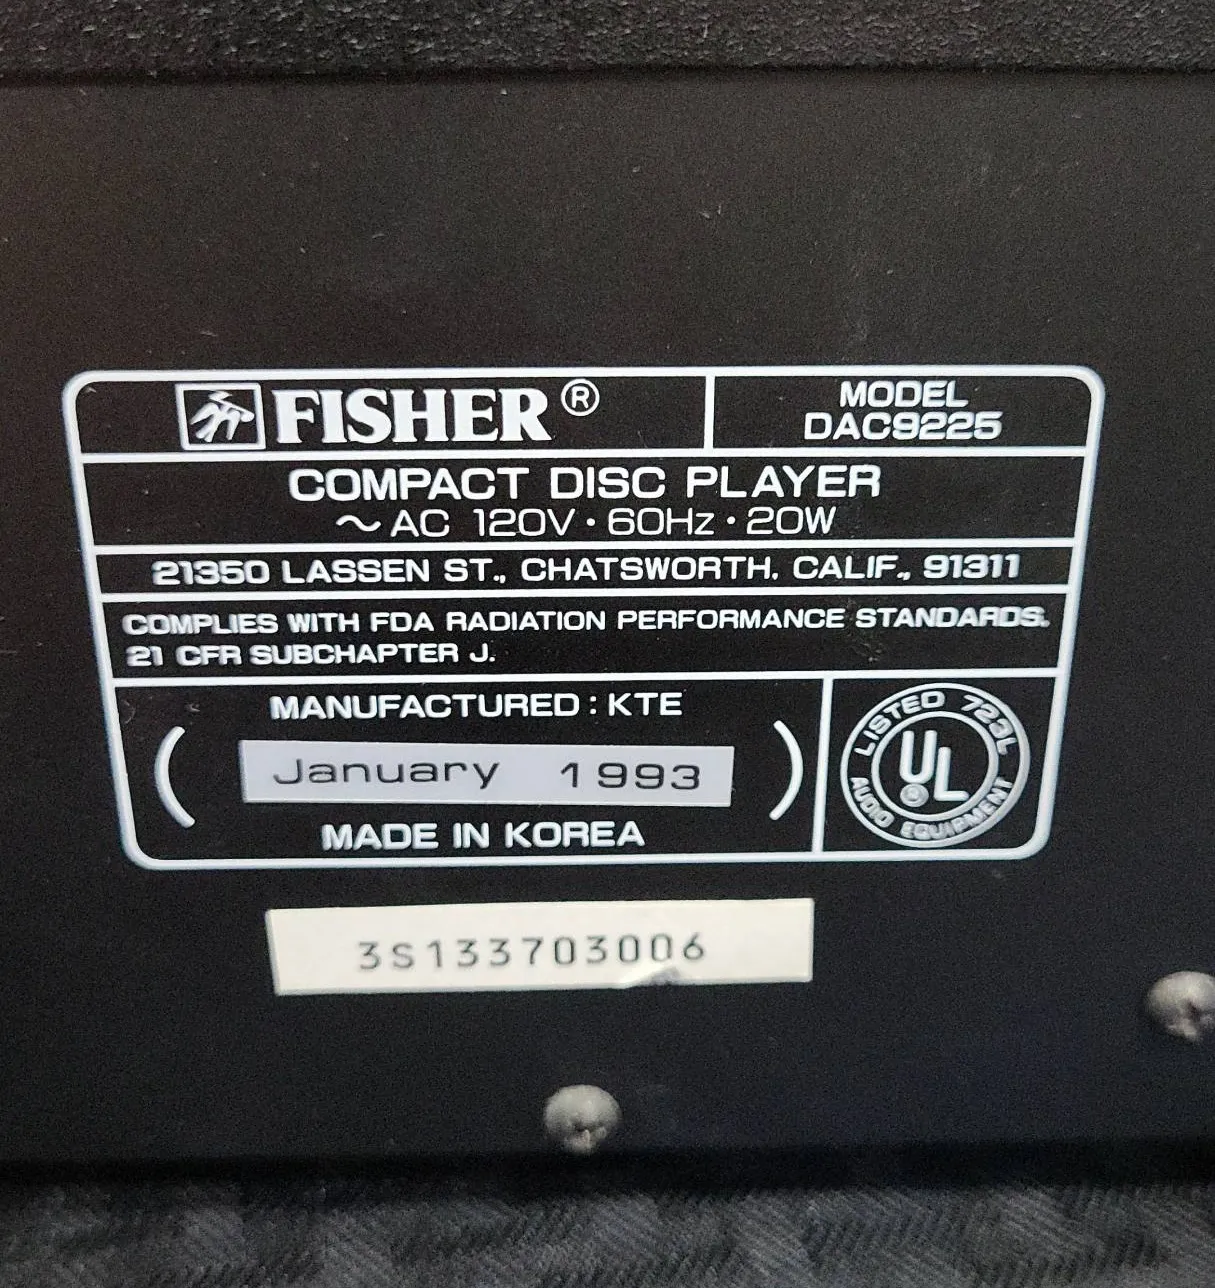 FISHER®
MODEL
DAC9225
COMPACT DISC PLAYER
~ AC 120V · 60Hz · 20W
21350 LASSEN ST., CHATSWORTH, CALIF., 91311
COMPLIES WITH FDA RADIATION PERFORMANCE STANDARDS.
21 CFR SUBCHAPTER J.
MANUFACTURED : KTE
( January 1993 )
MADE IN KOREA
LISTED 723L
UL®
AUDIO EQUIPMENT
3S133703006